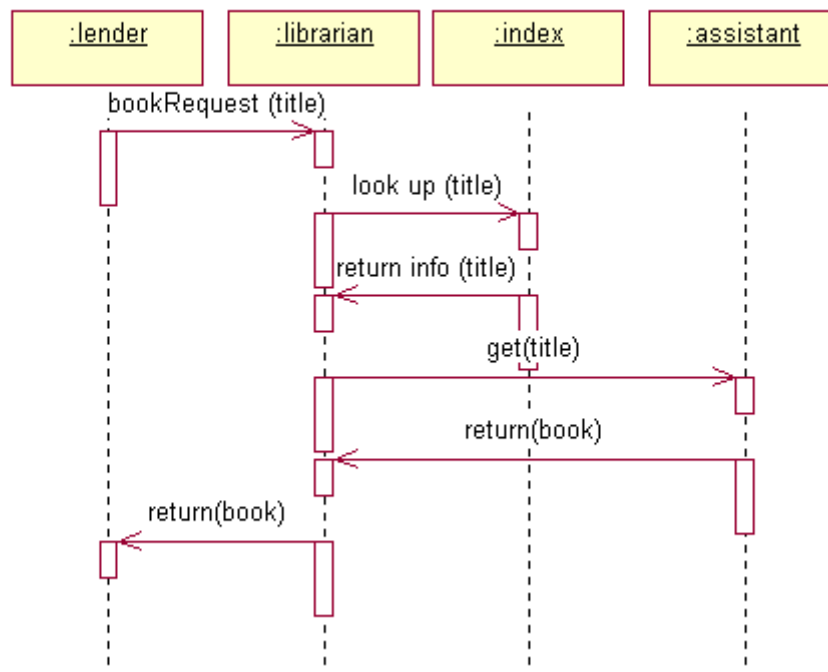 :lender
:librarian
:index
:assistant
bookRequest (title)
look up (title)
return info (title)
get(title)
return(book)
return(book)